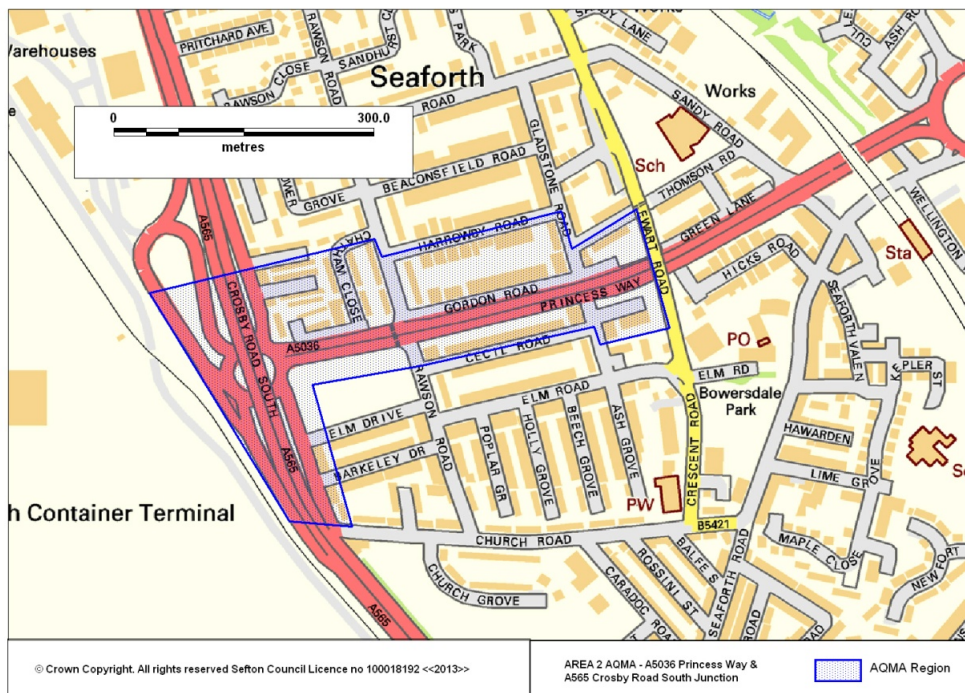 Works
Warehouses
PRITCHARD AVE
RAWSON ROAD
RAWSON CLOSE
SANDHURST
PARK
SANDY LANE
ASH
Seaforth
ROAD
Works
SANDY ROAD
0
300.0
metres
GLADSTONE ROAD
Sch
THOMSON RD
GROVE
BEACONSFIELD ROAD
GREEN LANE
WELLINGTON
A565
HARROWBY ROAD
EWART ROAD
Sta
CHATHAM CLOSE
HICKS ROAD
GORDON ROAD
PRINCESS WAY
CROSBY ROAD SOUTH
A5036
SEAFORTH VALE N
CECIL ROAD
PO
KEPLER ST
RAWSON ROAD
ELM ROAD
ELM RD
Bowersdale
Park
ELM DRIVE
A565
POPLAR GR
HOLLY GROVE
BEECH GROVE
ASH GROVE
CRESCENT ROAD
HAWARDEN
BARKELEY DR
LIME GROVE
h Container Terminal
PW
B5421
CHURCH ROAD
SEAFORTH ROAD
MAPLE CLOSE
BALFE S
ROSSINI ST
CARADOC ROAD
NEW FORT
CHURCH GROVE
A565
© Crown Copyright. All rights reserved Sefton Council Licence no 100018192 <<2013>>
AREA 2 AQMA - A5036 Princess Way &
A565 Crosby Road South Junction
AQMA Region